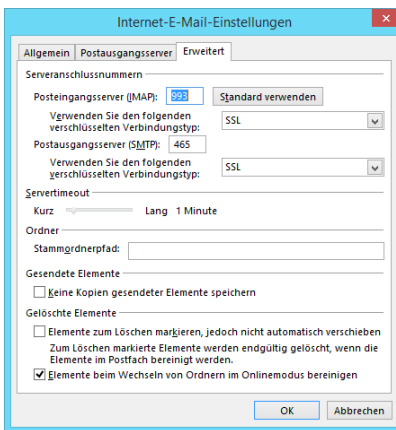 Internet-E-Mail-Einstellungen
Allgemein Postausgangsserver Erweitert
Serveranschlussnummern
Posteingangsserver (IMAP): 993 Standard verwenden
Verwenden Sie den folgenden
verschlüsselten Verbindungstyp: SSL
Postausgangsserver (SMTP): 465
Verwenden Sie den folgenden
verschlüsselten Verbindungstyp: SSL
Servertimeout
Kurz Lang 1 Minute
Ordner
Stammordnerpfad:
Gesendete Elemente
Keine Kopien gesendeter Elemente speichern
Gelöschte Elemente
Elemente zum Löschen markieren, jedoch nicht automatisch verschieben
Zum Löschen markierte Elemente werden endgültig gelöscht, wenn die
Elemente im Postfach bereinigt werden.
Elemente beim Wechseln von Ordnern im Onlinemodus bereinigen
OK Abbrechen